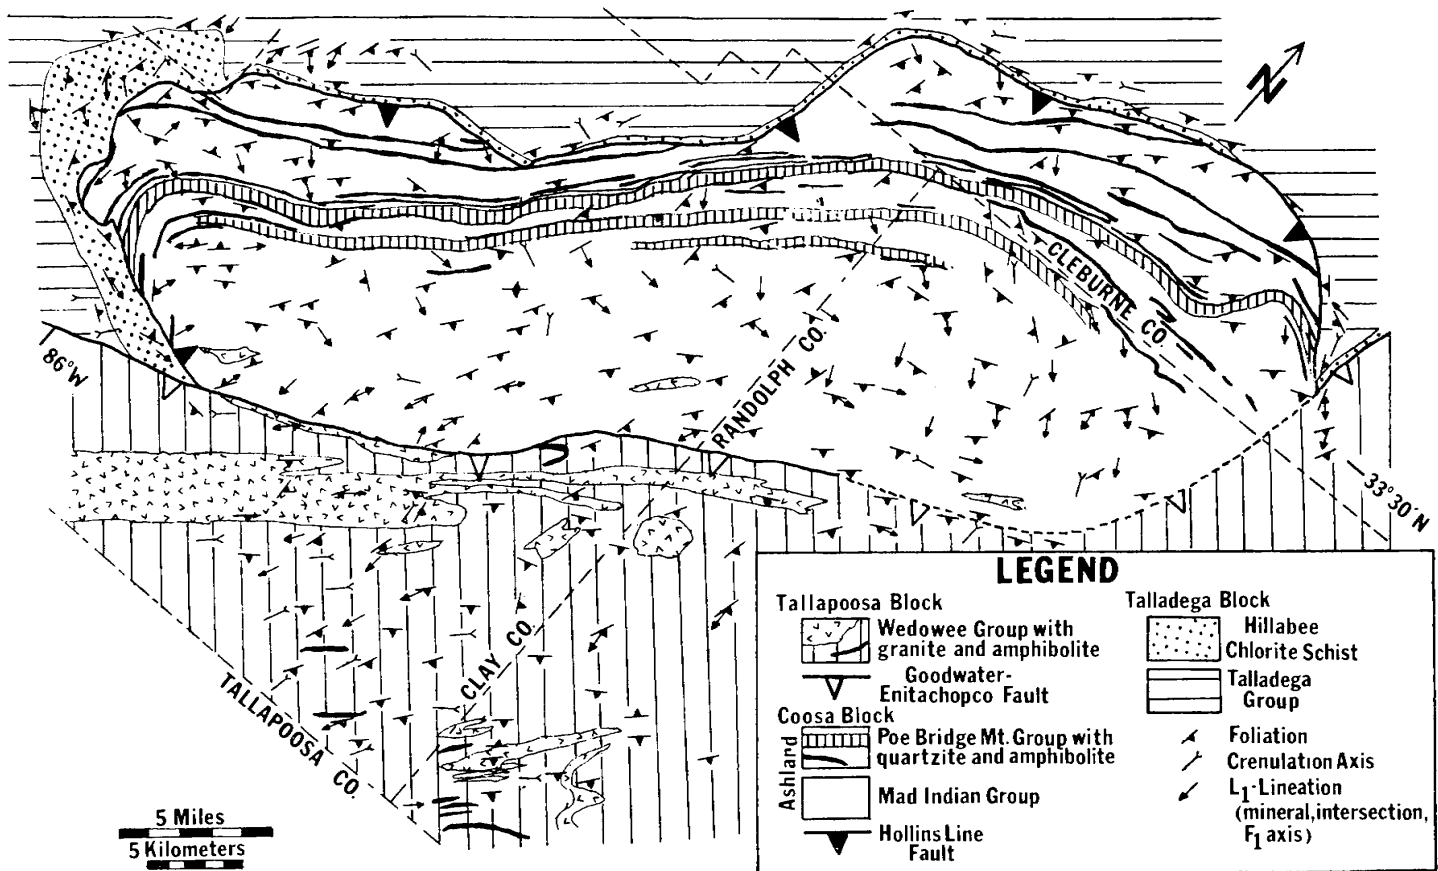 N
86°W
CLEBURNE CO.
RANDOLPH CO.
33°30'N
CLAY CO.
TALLAPOOSA CO.
5 Miles
5 Kilometers
LEGEND
Tallapoosa Block
Wedowee Group with
granite and amphibolite
Goodwater-
Enitachopco Fault
Coosa Block
Ashland
Poe Bridge Mt. Group with
quartzite and amphibolite
Mad Indian Group
Hollins Line
Fault
Talladega Block
Hillabee
Chlorite Schist
Talladega
Group
Foliation
Crenulation Axis
L1-Lineation
(mineral, intersection,
F1 axis)